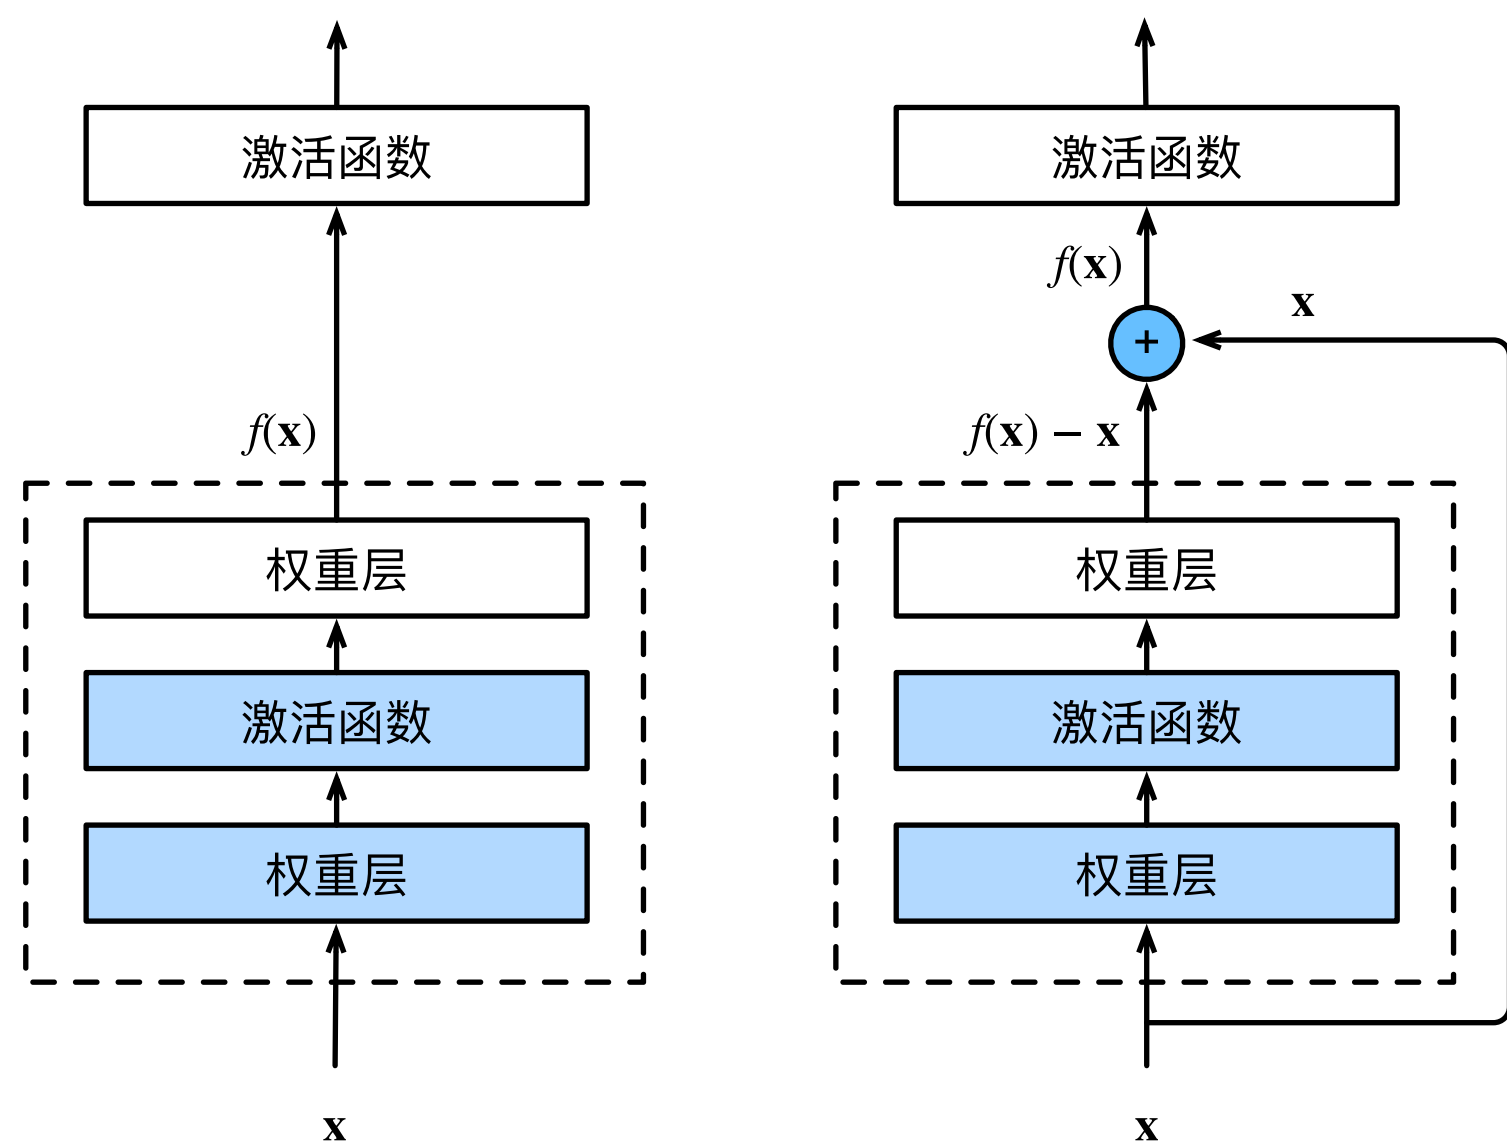 激活函数
f(x)
权重层
激活函数
权重层
x
激活函数
f(x)
x
+
f(x) − x
权重层
激活函数
权重层
x